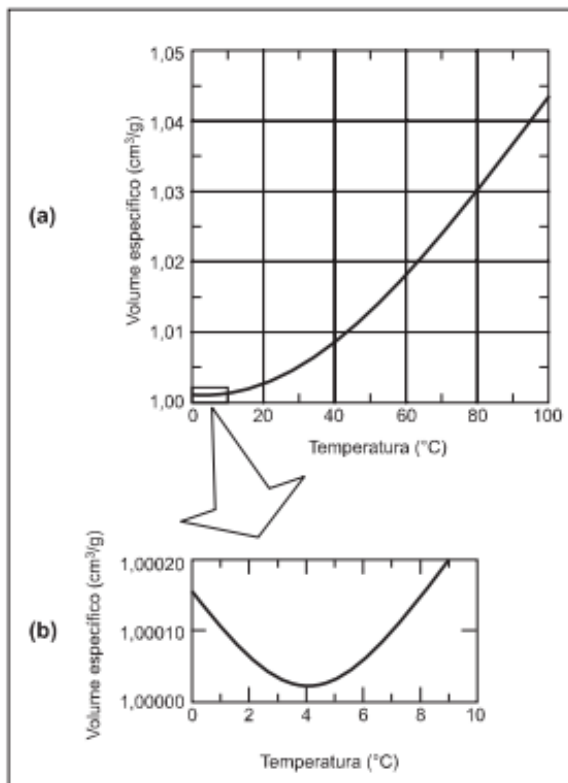 (a)
Volume específico (cm³/g)
1,05
1,04
1,03
1,02
1,01
1,00
0 20 40 60 80 100
Temperatura (°C)
(b)
Volume específico (cm³/g)
1,00020
1,00010
1,00000
0 2 4 6 8 10
Temperatura (°C)